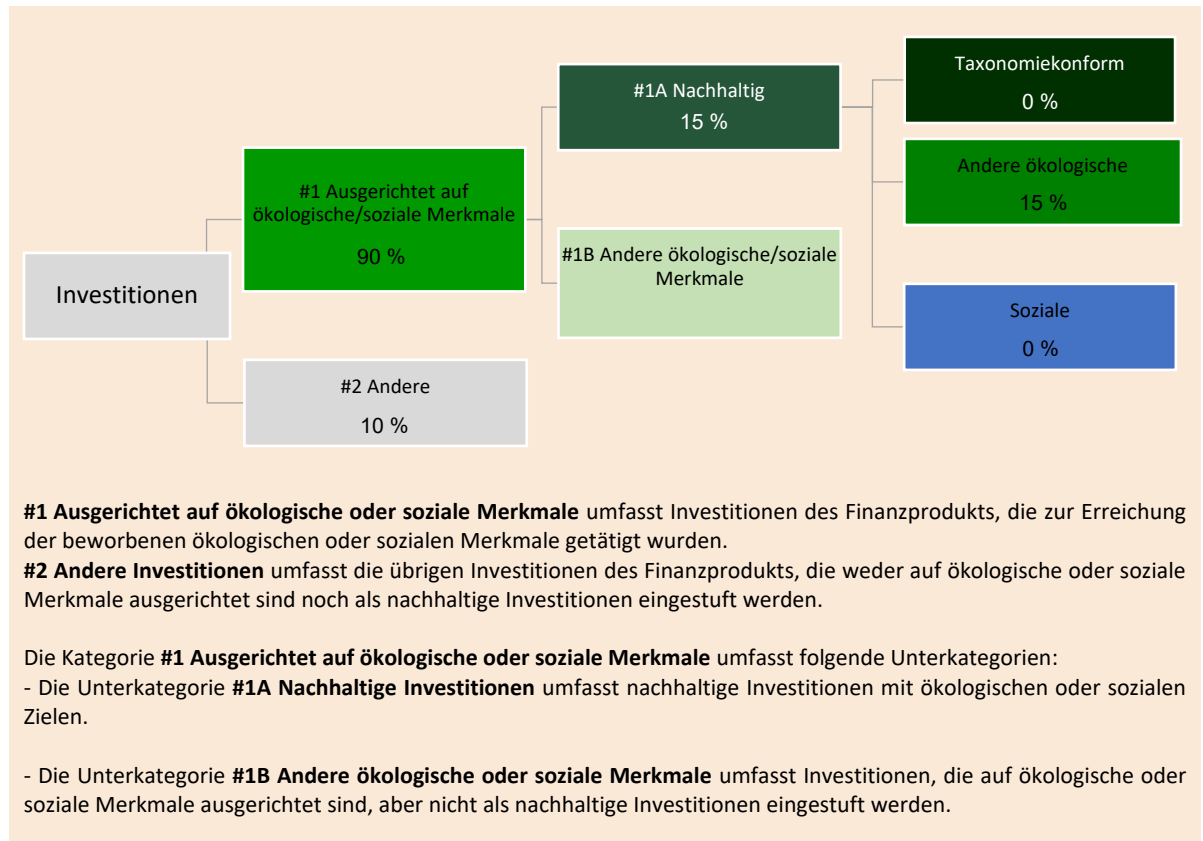 Investitionen
#1 Ausgerichtet auf
ökologische/soziale Merkmale
90 %
#2 Andere
10 %
#1A Nachhaltig
15 %
#1B Andere ökologische/soziale
Merkmale
Taxonomiekonform
0 %
Andere ökologische
15 %
Soziale
0 %
#1 Ausgerichtet auf ökologische oder soziale Merkmale umfasst Investitionen des Finanzprodukts, die zur Erreichung
der beworbenen ökologischen oder sozialen Merkmale getätigt wurden.
#2 Andere Investitionen umfasst die übrigen Investitionen des Finanzprodukts, die weder auf ökologische oder soziale
Merkmale ausgerichtet sind noch als nachhaltige Investitionen eingestuft werden.
Die Kategorie #1 Ausgerichtet auf ökologische oder soziale Merkmale umfasst folgende Unterkategorien:
- Die Unterkategorie #1A Nachhaltige Investitionen umfasst nachhaltige Investitionen mit ökologischen oder sozialen
Zielen.
- Die Unterkategorie #1B Andere ökologische oder soziale Merkmale umfasst Investitionen, die auf ökologische oder
soziale Merkmale ausgerichtet sind, aber nicht als nachhaltige Investitionen eingestuft werden.